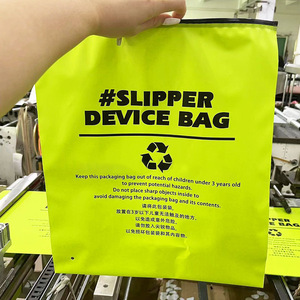 #SLIPPER
DEVICE BAG
Keep this packaging bag out of reach of children under 3 years old
to prevent potential hazards.
Do not place sharp objects inside to
avoid damaging the packaging bag and its contents.
请将此包装袋,
放置在3岁以下儿童无法触及的地方,
以免造成意外危险,
请勿放入尖锐物品,
以免损坏包装袋和其内容物.